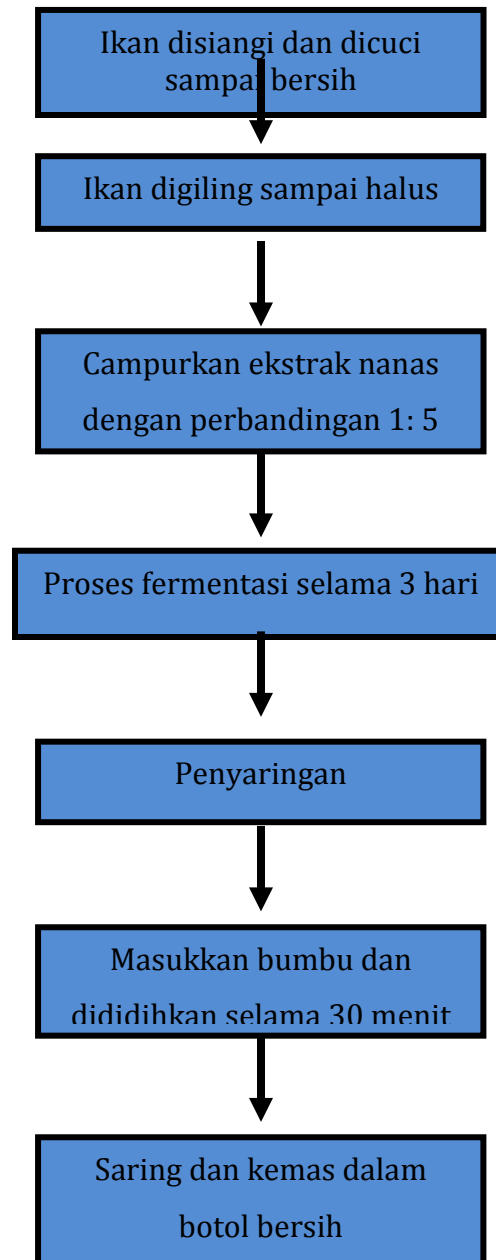 Ikan disiangi dan dicuci
sampai bersih
Ikan digiling sampai halus
Campurkan ekstrak nanas
dengan perbandingan 1: 5
Proses fermentasi selama 3 hari
Penyaringan
Masukkan bumbu dan
dididihkan selama 30 menit
Saring dan kemas dalam
botol bersih